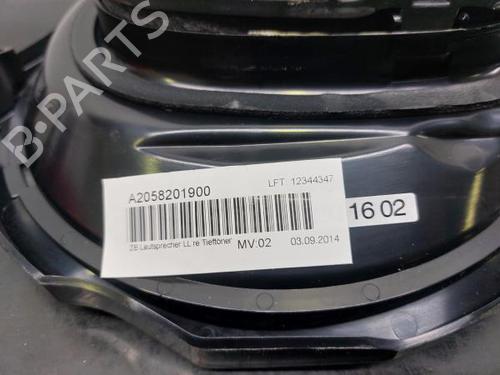 B-PARTS
A2058201900
LFT: 12344347
ZB Lautsprecher LL re Tieftöner
MV:02
03.09.2014
16 02